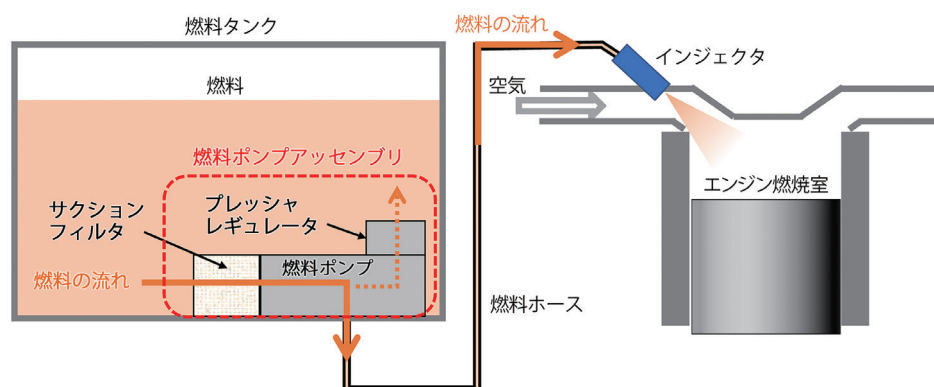 燃料タンク
燃料の流れ
インジェクタ
燃料
空気
燃料ポンプアッセンブリ
エンジン燃焼室
サクション
フィルタ
プレッシャ
レギュレータ
燃料ポンプ
燃料の流れ
燃料ホース